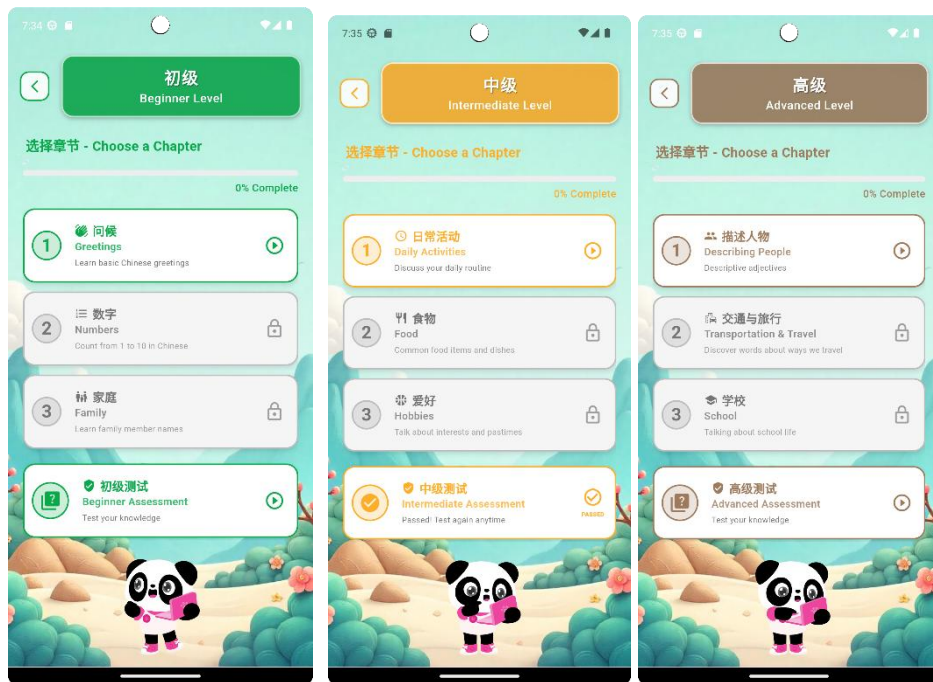 7:34
初级
Beginner Level
选择章节 - Choose a Chapter
0% Complete
1
问候
Greetings
Learn basic Chinese greetings
2
数字
Numbers
Count from 1 to 10 in Chinese
3
家庭
Family
Learn family member names
?
初级测试
Beginner Assessment
Test your knowledge
7:35
中级
Intermediate Level
选择章节 - Choose a Chapter
0% Complete
1
日常活动
Daily Activities
Discuss your daily routine
2
食物
Food
Common food items and dishes
3
爱好
Hobbies
Talk about interests and pastimes
中级测试
Intermediate Assessment
Passed! Test again anytime
PASSED
7:35
高级
Advanced Level
选择章节 - Choose a Chapter
0% Complete
1
描述人物
Describing People
Descriptive adjectives
2
交通与旅行
Transportation & Travel
Discover words about ways we travel
3
学校
School
Talking about school life
?
高级测试
Advanced Assessment
Test your knowledge